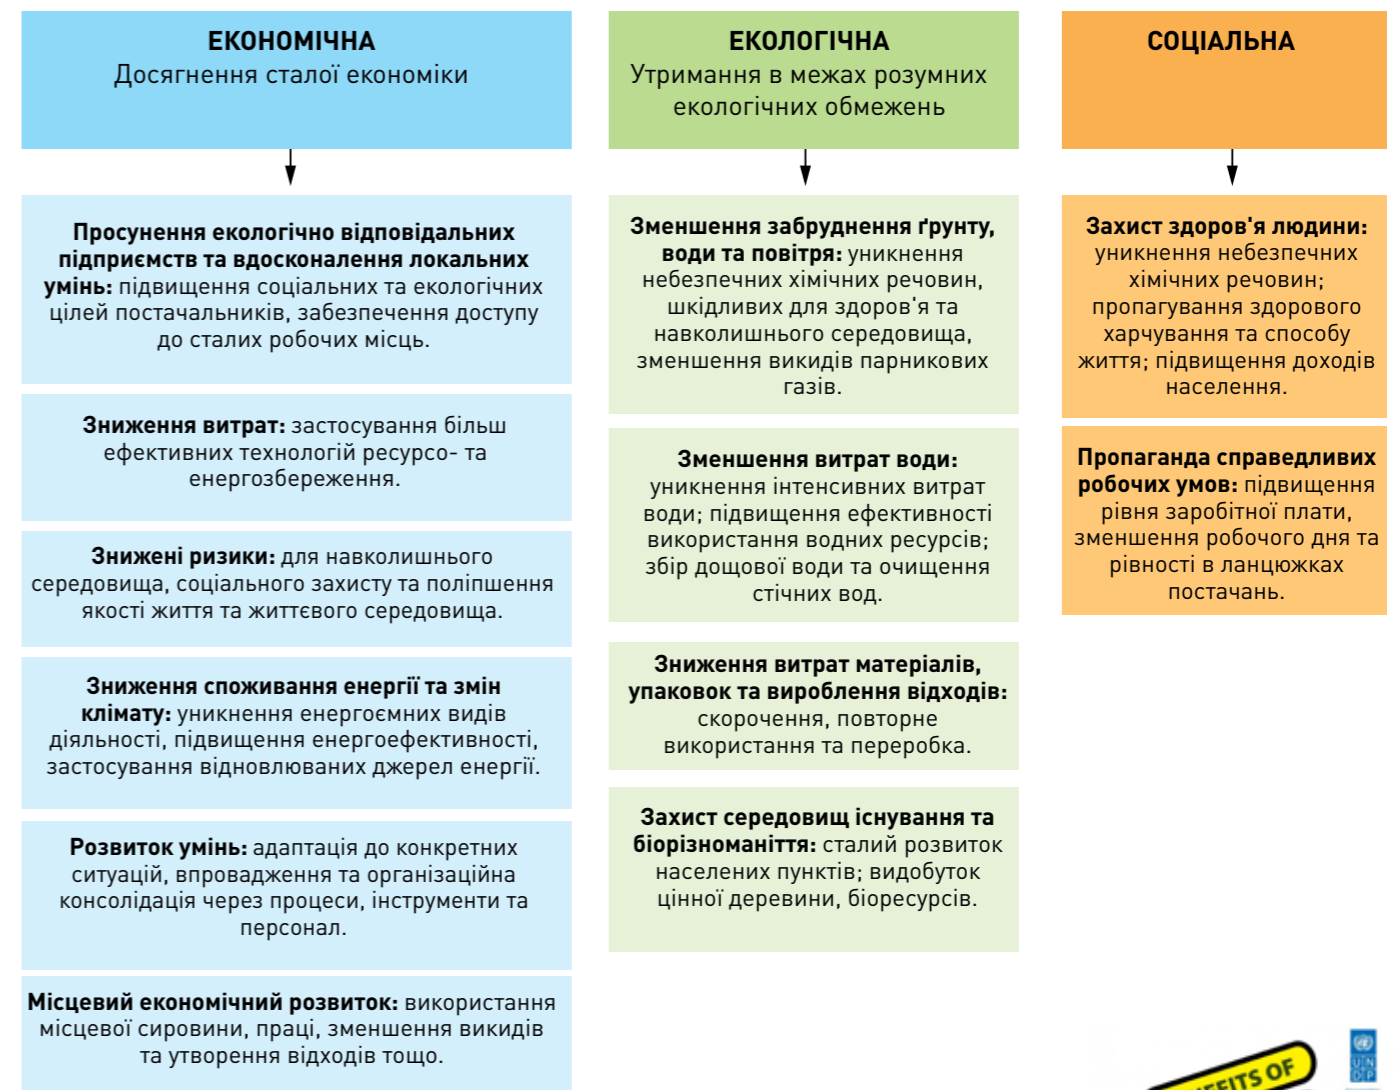 ЕКОНОМІЧНА
Досягнення сталої економіки
Просунення екологічно відповідальних
підприємств та вдосконалення локальних
умінь: підвищення соціальних та екологічних
цілей постачальників, забезпечення доступу
до сталих робочих місць.
Зниження витрат: застосування більш
ефективних технологій ресурсо- та
енергозбереження.
Знижені ризики: для навколишнього
середовища, соціального захисту та поліпшення
якості життя та життєвого середовища.
Зниження споживання енергії та змін
клімату: уникнення енергоємних видів
діяльності, підвищення енергоефективності,
застосування відновлюваних джерел енергії.
Розвиток умінь: адаптація до конкретних
ситуацій, впровадження та організаційна
консолідація через процеси, інструменти та
персонал.
Місцевий економічний розвиток: використання
місцевої сировини, праці, зменшення викидів
та утворення відходів тощо.
ЕКОЛОГІЧНА
Утримання в межах розумних
екологічних обмежень
Зменшення забруднення ґрунту,
води та повітря: уникнення
небезпечних хімічних речовин,
шкідливих для здоров'я та
навколишнього середовища,
зменшення викидів парникових
газів.
Зменшення витрат води:
уникнення інтенсивних витрат
води; підвищення ефективності
використання водних ресурсів;
збір дощової води та очищення
стічних вод.
Зниження витрат матеріалів,
упаковок та вироблення відходів:
скорочення, повторне
використання та переробка.
Захист середовищ існування та
біорізноманіття: сталий розвиток
населених пунктів; видобуток
цінної деревини, біоресурсів.
СОЦІАЛЬНА
Захист здоров'я людини:
уникнення небезпечних
хімічних речовин;
пропагування здорового
харчування та способу
життя; підвищення доходів
населення.
Пропаганда справедливих
робочих умов: підвищення
рівня заробітної плати,
зменшення робочого дня та
рівності в ланцюжках
постачань.
OF
U N
D P